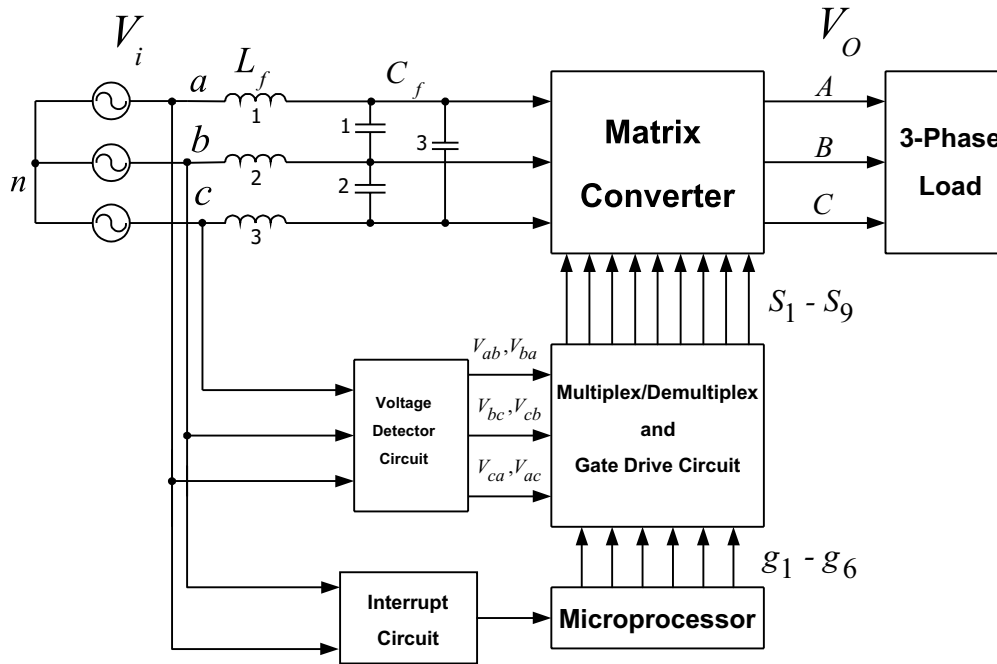 V_i
V_O
a
L_f
C_f
A
1
1
3
Matrix
Converter
3-Phase
Load
b
B
n
2
2
c
C
3
S_1 - S_9
V_ab, V_ba
V_bc, V_cb
V_ca, V_ac
Voltage
Detector
Circuit
Multiplex/Demultiplex
and
Gate Drive Circuit
g_1 - g_6
Interrupt
Circuit
Microprocessor